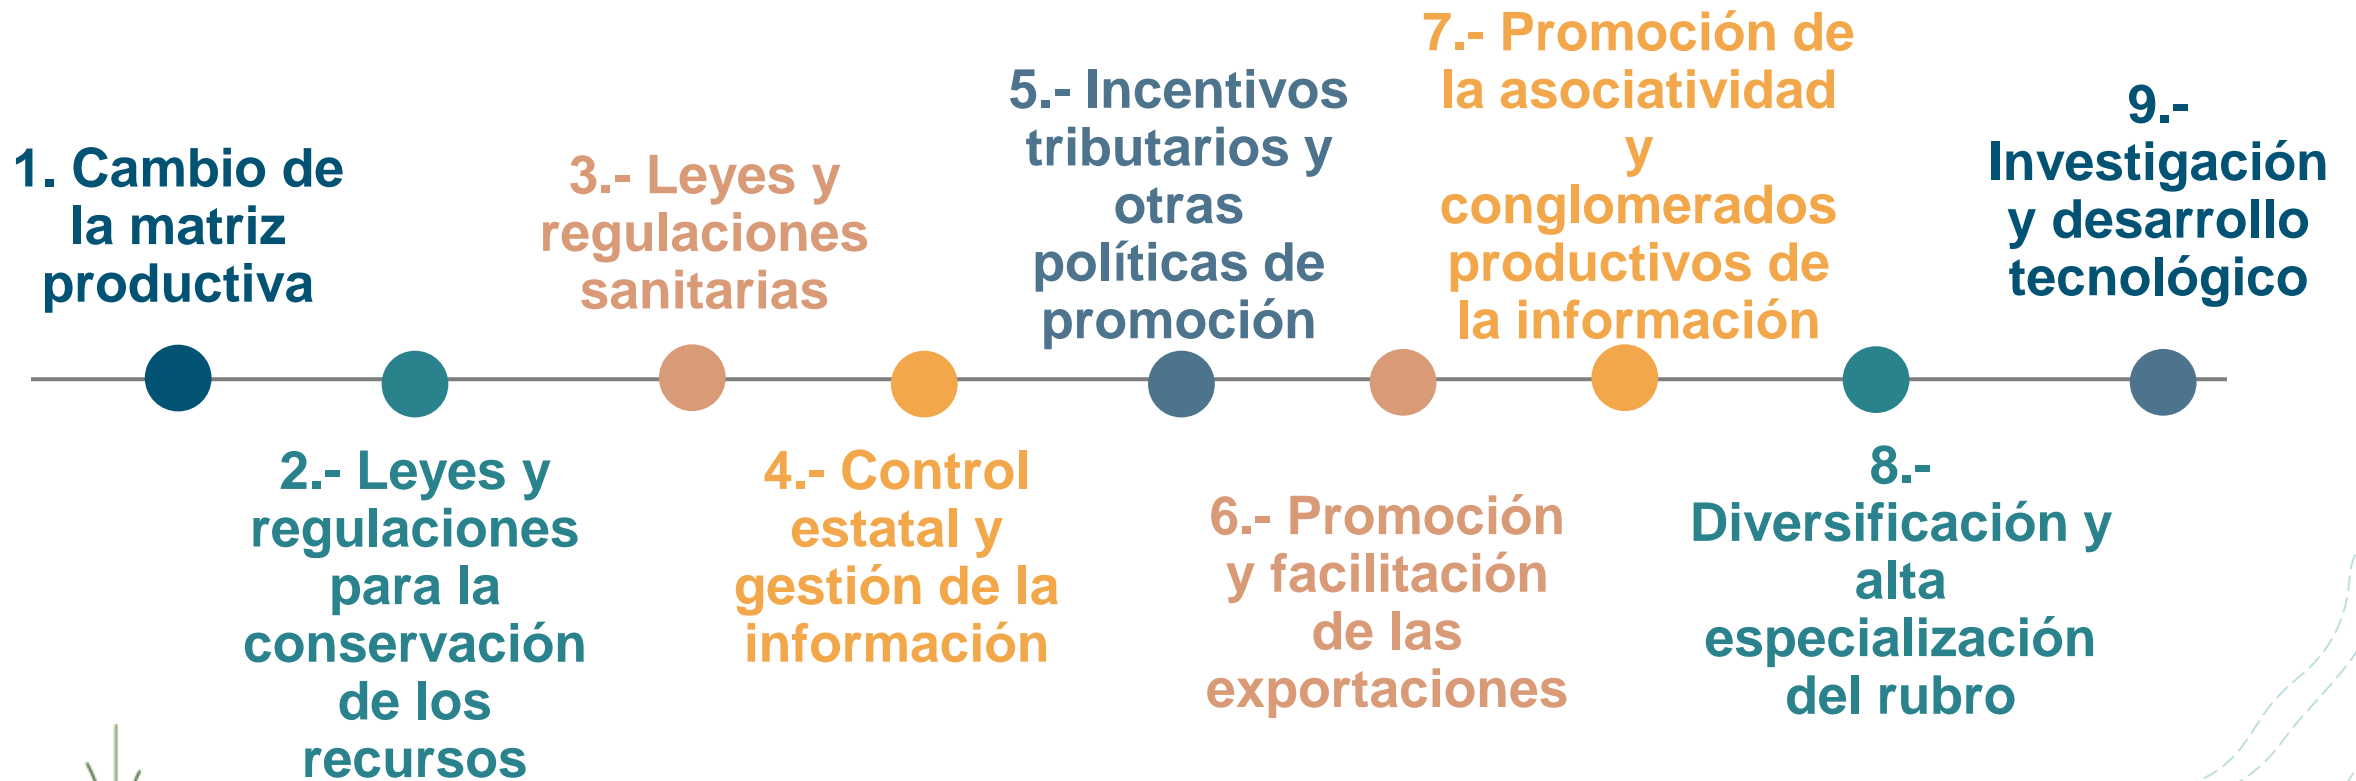 1. Cambio de
la matriz
productiva
2.- Leyes y
regulaciones
para la
conservación
de los
recursos
3.- Leyes y
regulaciones
sanitarias
4.- Control
estatal y
gestión de la
información
5.- Incentivos
tributarios y
otras
políticas de
promoción
6.- Promoción
y facilitación
de las
exportaciones
7.- Promoción de
la asociatividad
y
conglomerados
productivos de
la información
8.-
Diversificación y
alta
especialización
del rubro
9.-
Investigación
y desarrollo
tecnológico